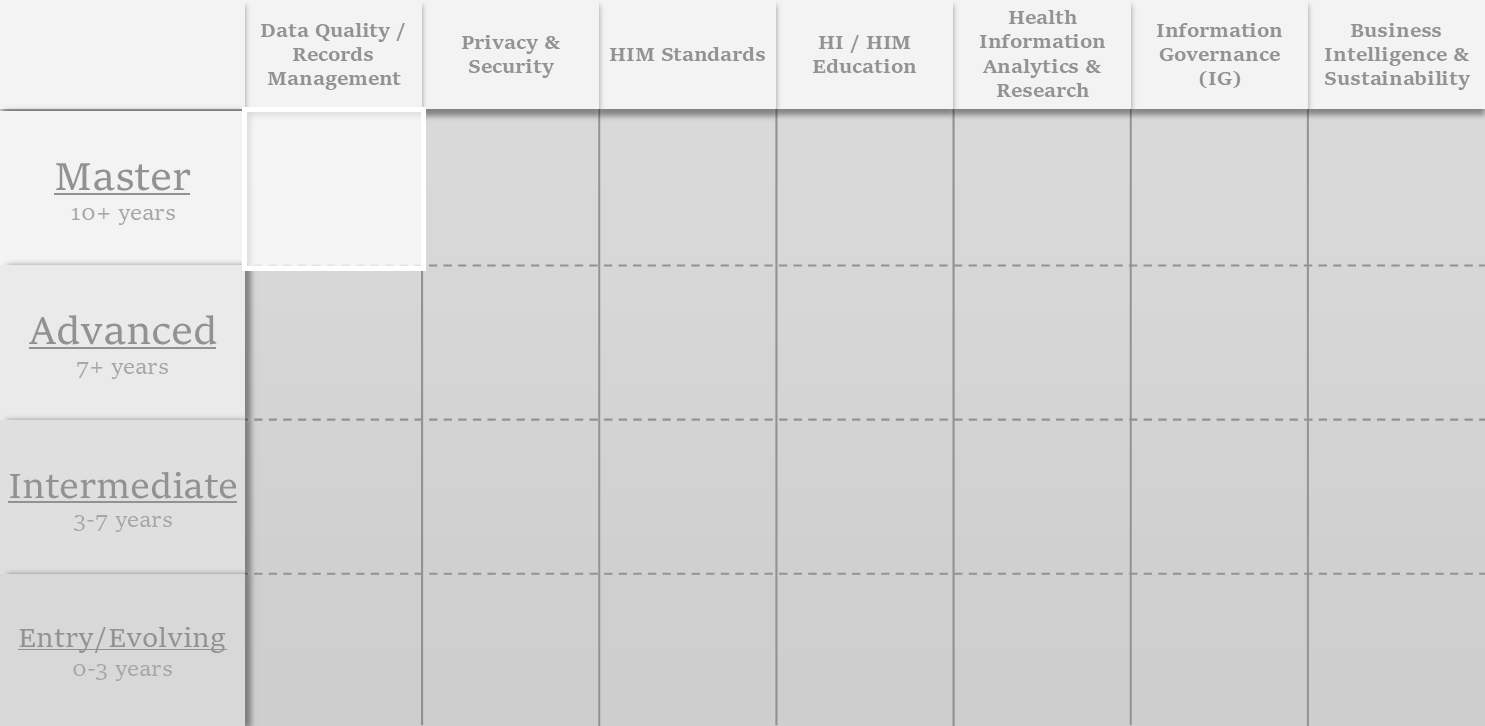 Data Quality /
Records
Management
Privacy &
Security
HIM Standards
HI / HIM
Education
Health
Information
Analytics &
Research
Information
Governance
(IG)
Business
Intelligence &
Sustainability
Master
10+ years
Advanced
7+ years
Intermediate
3-7 years
Entry/Evolving
0-3 years